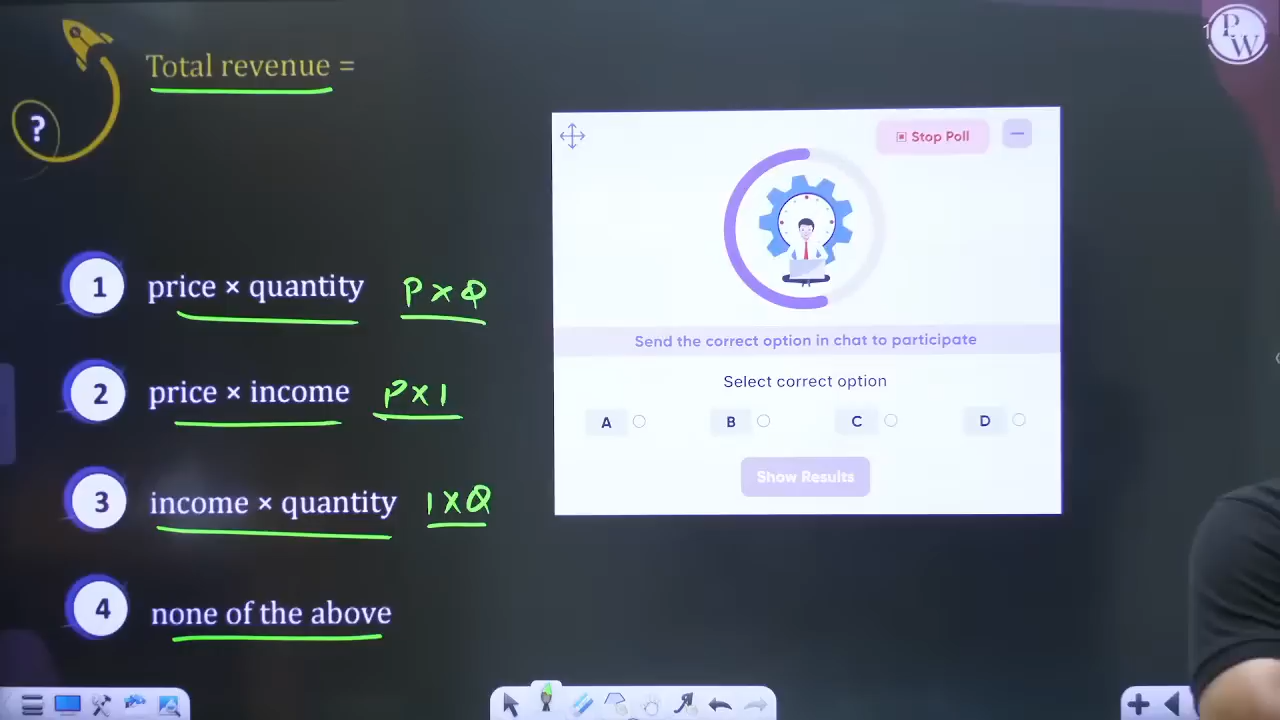 PW
Total revenue =
?
Stop Poll
1 price × quantity P × Q
Send the correct option in chat to participate
Select correct option
2 price × income P × I
A B C D
Show Results
3 income × quantity I × Q
4 none of the above